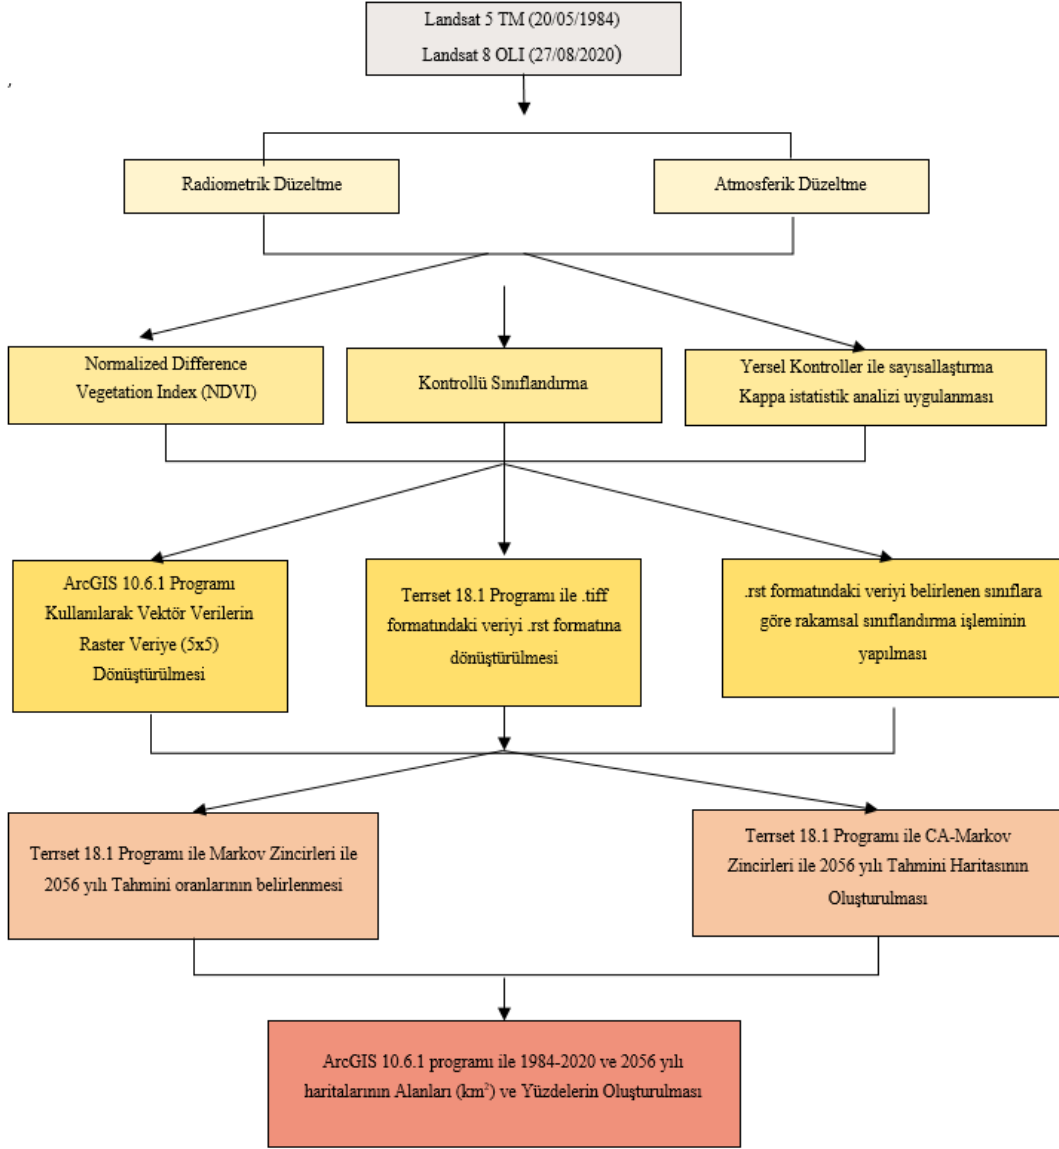 Landsat 5 TM (20/05/1984)
Landsat 8 OLI (27/08/2020)
,
Radiometrik Düzeltme
Atmosferik Düzeltme
Normalized Difference
Vegetation Index (NDVI)
Kontrollü Sınıflandırma
Yersel Kontroller ile sayısallaştırma
Kappa istatistik analizi uygulanması
ArcGIS 10.6.1 Programı
Kullanılarak Vektör Verilerin
Raster Veriye (5x5)
Dönüştürülmesi
Terrset 18.1 Programı ile .tiff
formatındaki veriyi .rst formatına
dönüştürülmesi
.rst formatındaki veriyi belirlenen sınıflara
göre rakamsal sınıflandırma işleminin
yapılması
Terrset 18.1 Programı ile Markov Zincirleri ile
2056 yılı Tahmini oranlarının belirlenmesi
Terrset 18.1 Programı ile CA-Markov
Zincirleri ile 2056 yılı Tahmini Haritasının
Oluşturulması
ArcGIS 10.6.1 programı ile 1984-2020 ve 2056 yılı
haritalarının Alanları (km²) ve Yüzdelerin Oluşturulması